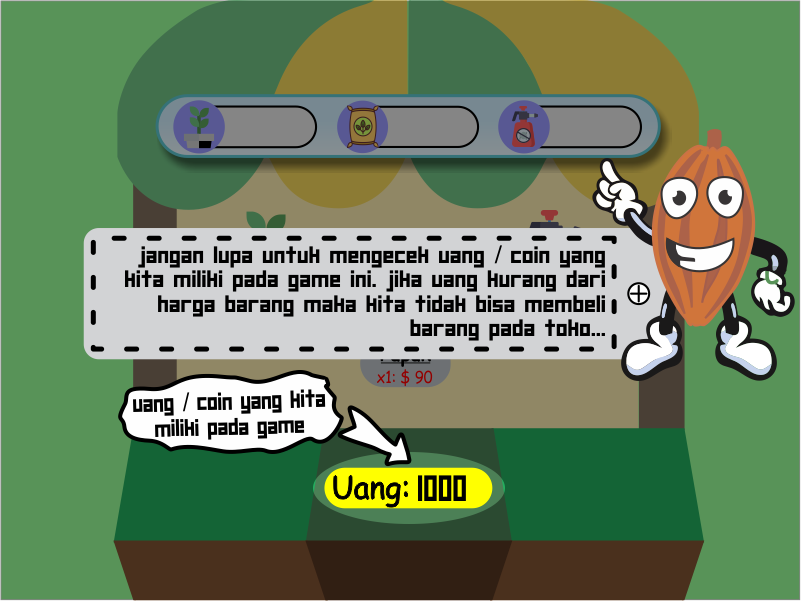 jangan lupa untuk mengecek uang / coin yang
kita miliki pada game ini. jika uang kurang dari
harga barang maka kita tidak bisa membeli
barang pada toko...
x1: $ 90
uang / coin yang kita
miliki pada game
Uang: 1000